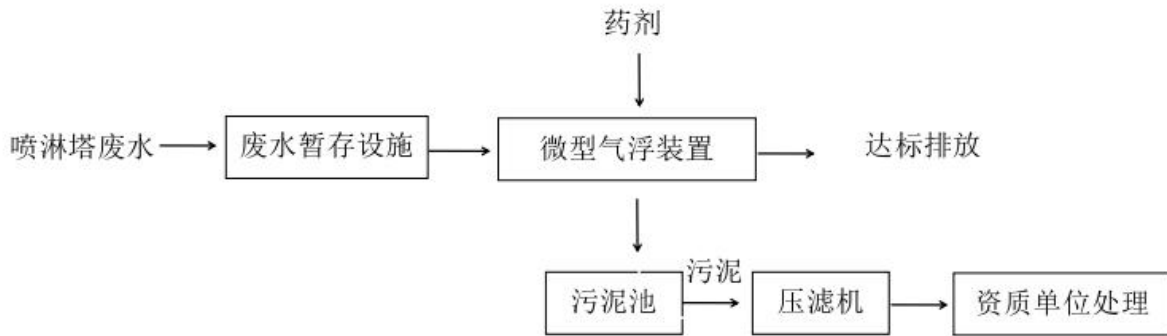 药剂
喷淋塔废水
废水暂存设施
微型气浮装置
达标排放
污泥池
污泥
压滤机
资质单位处理